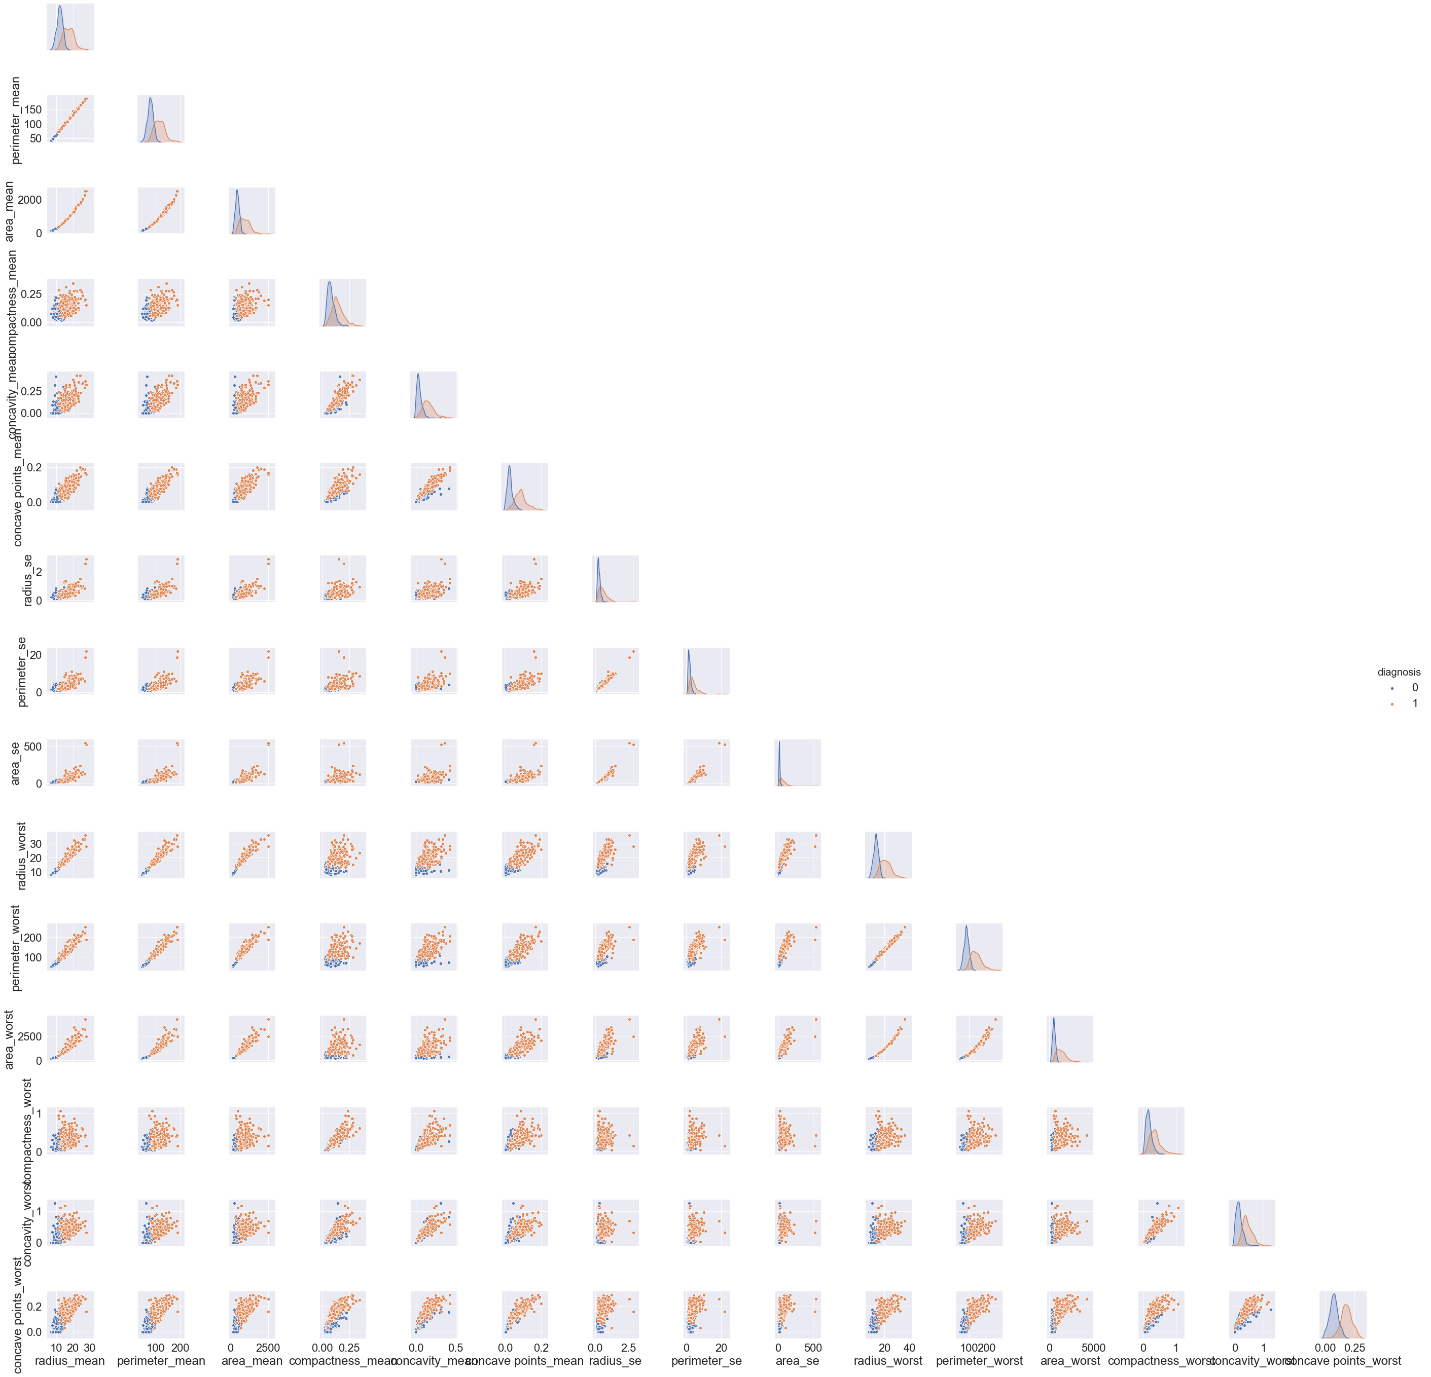 perimeter_mean
150
100
50
area_mean
2000
0
compactness_mean
0.25
0.00
concavity_mean
0.25
0.00
concave points_mean
0.2
0.0
radius_se
2
0
perimeter_se
20
0
diagnosis
0
1
area_se
500
0
radius_worst
30
20
10
perimeter_worst
200
100
area_worst
2500
0
compactness_worst
1
0
concavity_worst
1
0
concave points_worst
0.2
0.0
10 20 30 100 200 0 2500 0.00 0.25 0.0 0.5 0.0 0.2 0.0 2.5 0 20 0 500 20 40 100200 0 5000 0 1 0 1 0.00 0.25
radius_mean perimeter_mean area_mean compactness_mean concavity_mean concave points_mean radius_se perimeter_se area_se radius_worst perimeter_worst area_worst compactness_worst concavity_worst concave points_worst